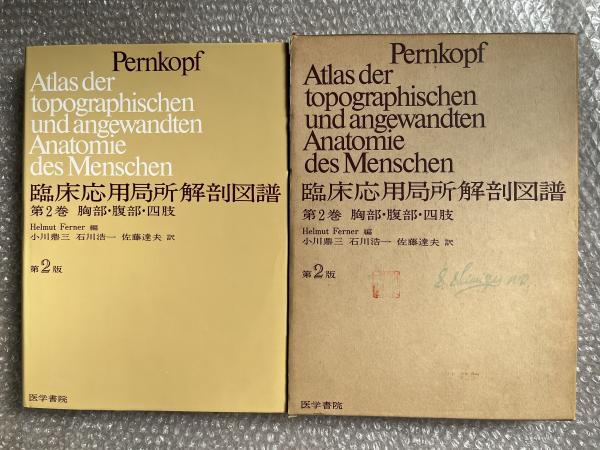 Pernkopf
Atlas der
topographischen
und angewandten
Anatomie
des Menschen
臨床応用局所解剖図譜
第2巻 胸部・腹部・四肢
Helmut Ferner 編
小川鼎三 石川浩一 佐藤達夫 訳
第2版
医学書院
Pernkopf
Atlas der
topographischen
und angewandten
Anatomie
des Menschen
臨床応用局所解剖図譜
第2巻 胸部・腹部・四肢
Helmut Ferner 編
小川鼎三 石川浩一 佐藤達夫 訳
第2版
医学書院